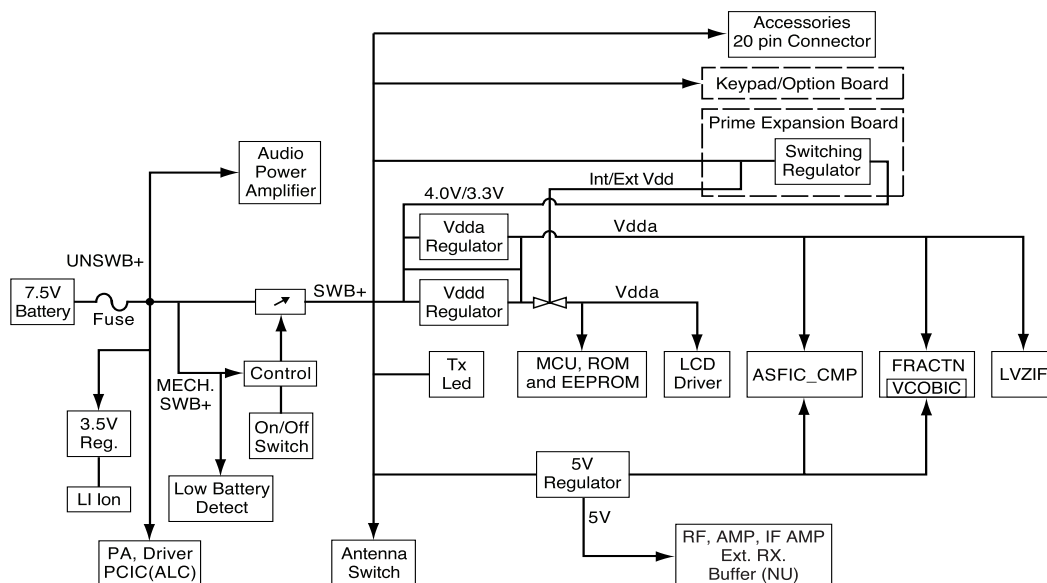 Accessories
20 pin Connector
Keypad/Option Board
Prime Expansion Board
Switching
Regulator
Audio
Power
Amplifier
Int/Ext Vdd
4.0V/3.3V
Vdda
Regulator
Vdda
UNSWB+
7.5V
Battery
Fuse
SWB+
Vddd
Regulator
Vdda
Tx
Led
MCU, ROM
and EEPROM
LCD
Driver
ASFIC_CMP
FRACTN
VCOBIC
LVZIF
MECH.
SWB+
Control
On/Off
Switch
3.5V
Reg.
LI Ion
Low Battery
Detect
5V
Regulator
5V
PA, Driver
PCIC(ALC)
Antenna
Switch
RF, AMP, IF AMP
Ext. RX.
Buffer (NU)